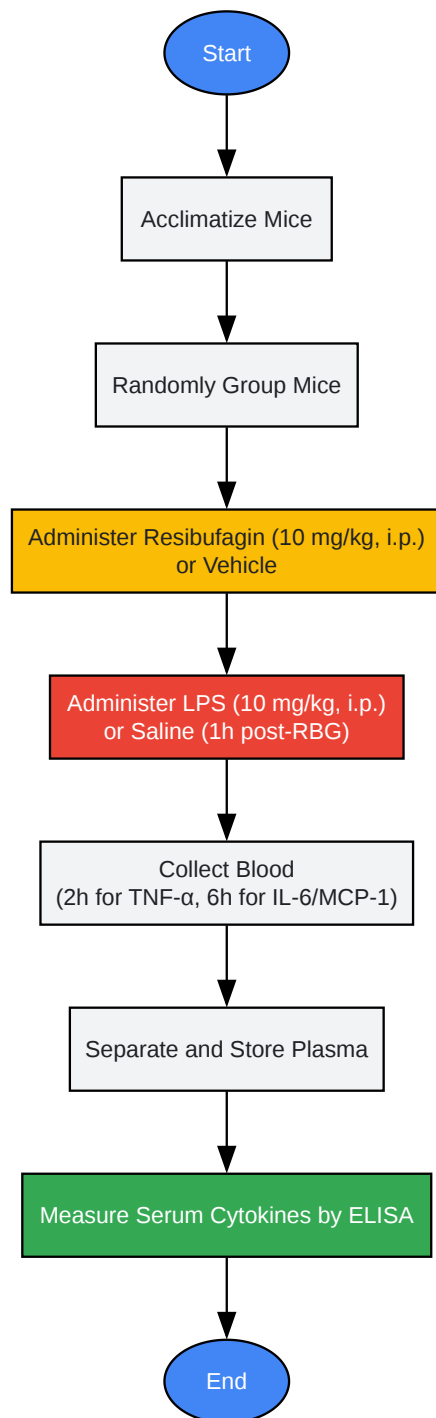 Start
Acclimatize Mice
Randomly Group Mice
Administer Resibufagin (10 mg/kg, i.p.)
or Vehicle
Administer LPS (10 mg/kg, i.p.)
or Saline (1h post-RBG)
Collect Blood
(2h for TNF-α, 6h for IL-6/MCP-1)
Separate and Store Plasma
Measure Serum Cytokines by ELISA
End